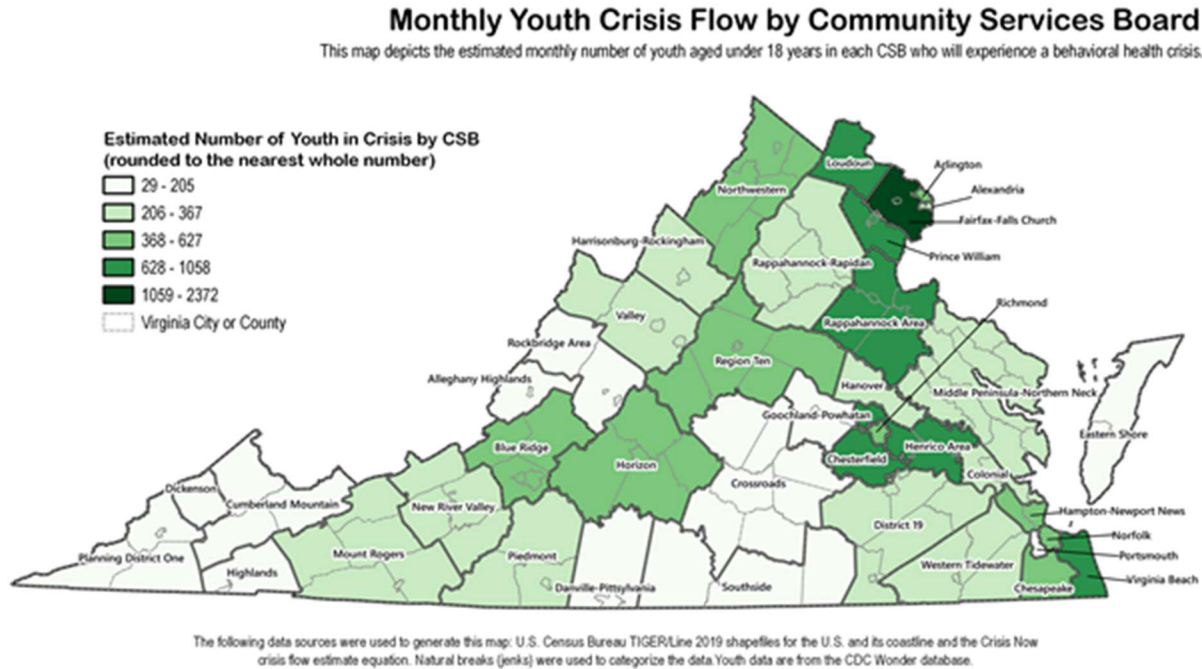 Monthly Youth Crisis Flow by Community Services Board
This map depicts the estimated monthly number of youth aged under 18 years in each CSB who will experience a behavioral health crisis.
Estimated Number of Youth in Crisis by CSB
(rounded to the nearest whole number)
29 - 205
206 - 367
368 - 627
628 - 1058
1059 - 2372
Virginia City or County
Loudoun
Arlington
Alexandria
Northwestern
Fairfax-Falls Church
Harrisonburg-Rockingham
Prince William
Rappahannock-Rapidan
Richmond
Valley
Rappahannock Area
Rockbridge Area
Region Ten
Alleghany Highlands
Hanover
Middle Peninsula-Northern Neck
Goochland-Powhatan
Eastern Shore
Blue Ridge
Henrico Area
Chesterfield
Horizon
Colonial
Crossroads
Dickenson
Cumberland Mountain
New River Valley
Hampton-Newport News
District 19
Norfolk
Mount Rogers
Piedmont
Portsmouth
Planning District One
Western Tidewater
Highlands
Virginia Beach
Danville-Pittsylvania
Southside
Chesapeake
The following data sources were used to generate this map: U.S. Census Bureau TIGER/Line 2019 shapefiles for the U.S. and its coastline and the Crisis Now
crisis flow estimate equation. Natural breaks (jenks) were used to categorize the data.Youth data are from the CDC Wonder database.